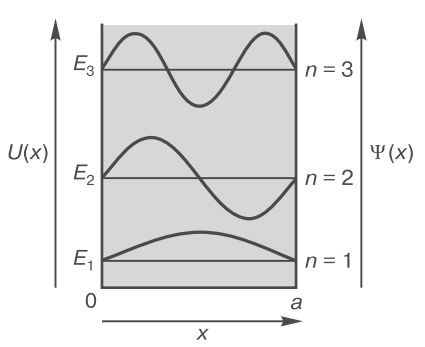 E₃ n = 3
U(x) Ψ(x)
E₂ n = 2
E₁ n = 1
0 a
x